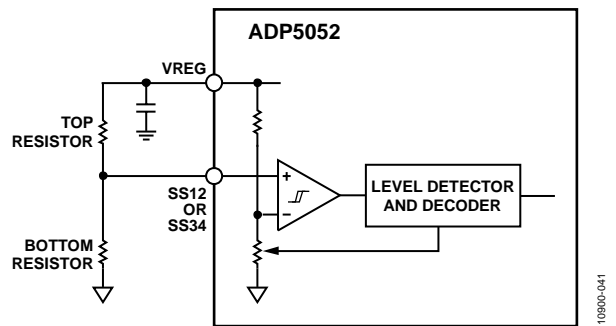 ADP5052
VREG
TOP
RESISTOR
SS12
OR
SS34
+
−
LEVEL DETECTOR
AND DECODER
BOTTOM
RESISTOR
10900-041